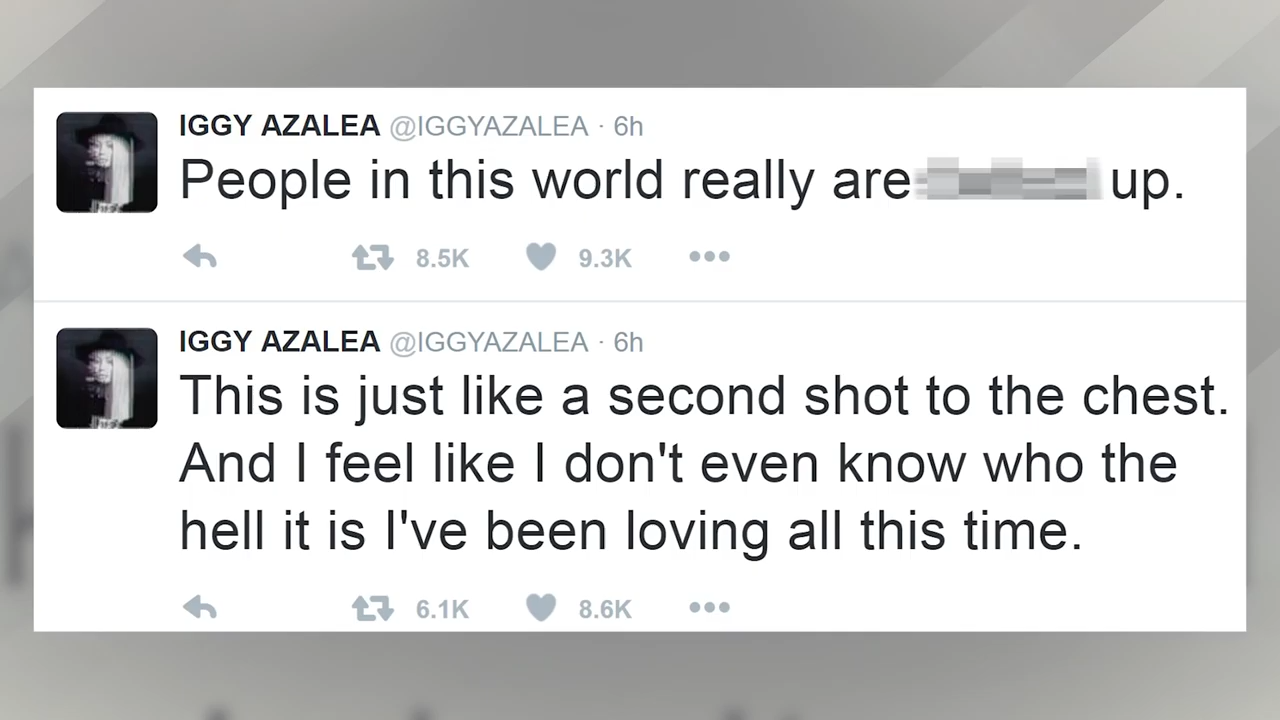 IGGY AZALEA @IGGYAZALEA · 6h
People in this world really are up.
8.5K 9.3K •••
IGGY AZALEA @IGGYAZALEA · 6h
This is just like a second shot to the chest.
And I feel like I don't even know who the
hell it is I've been loving all this time.
6.1K 8.6K •••